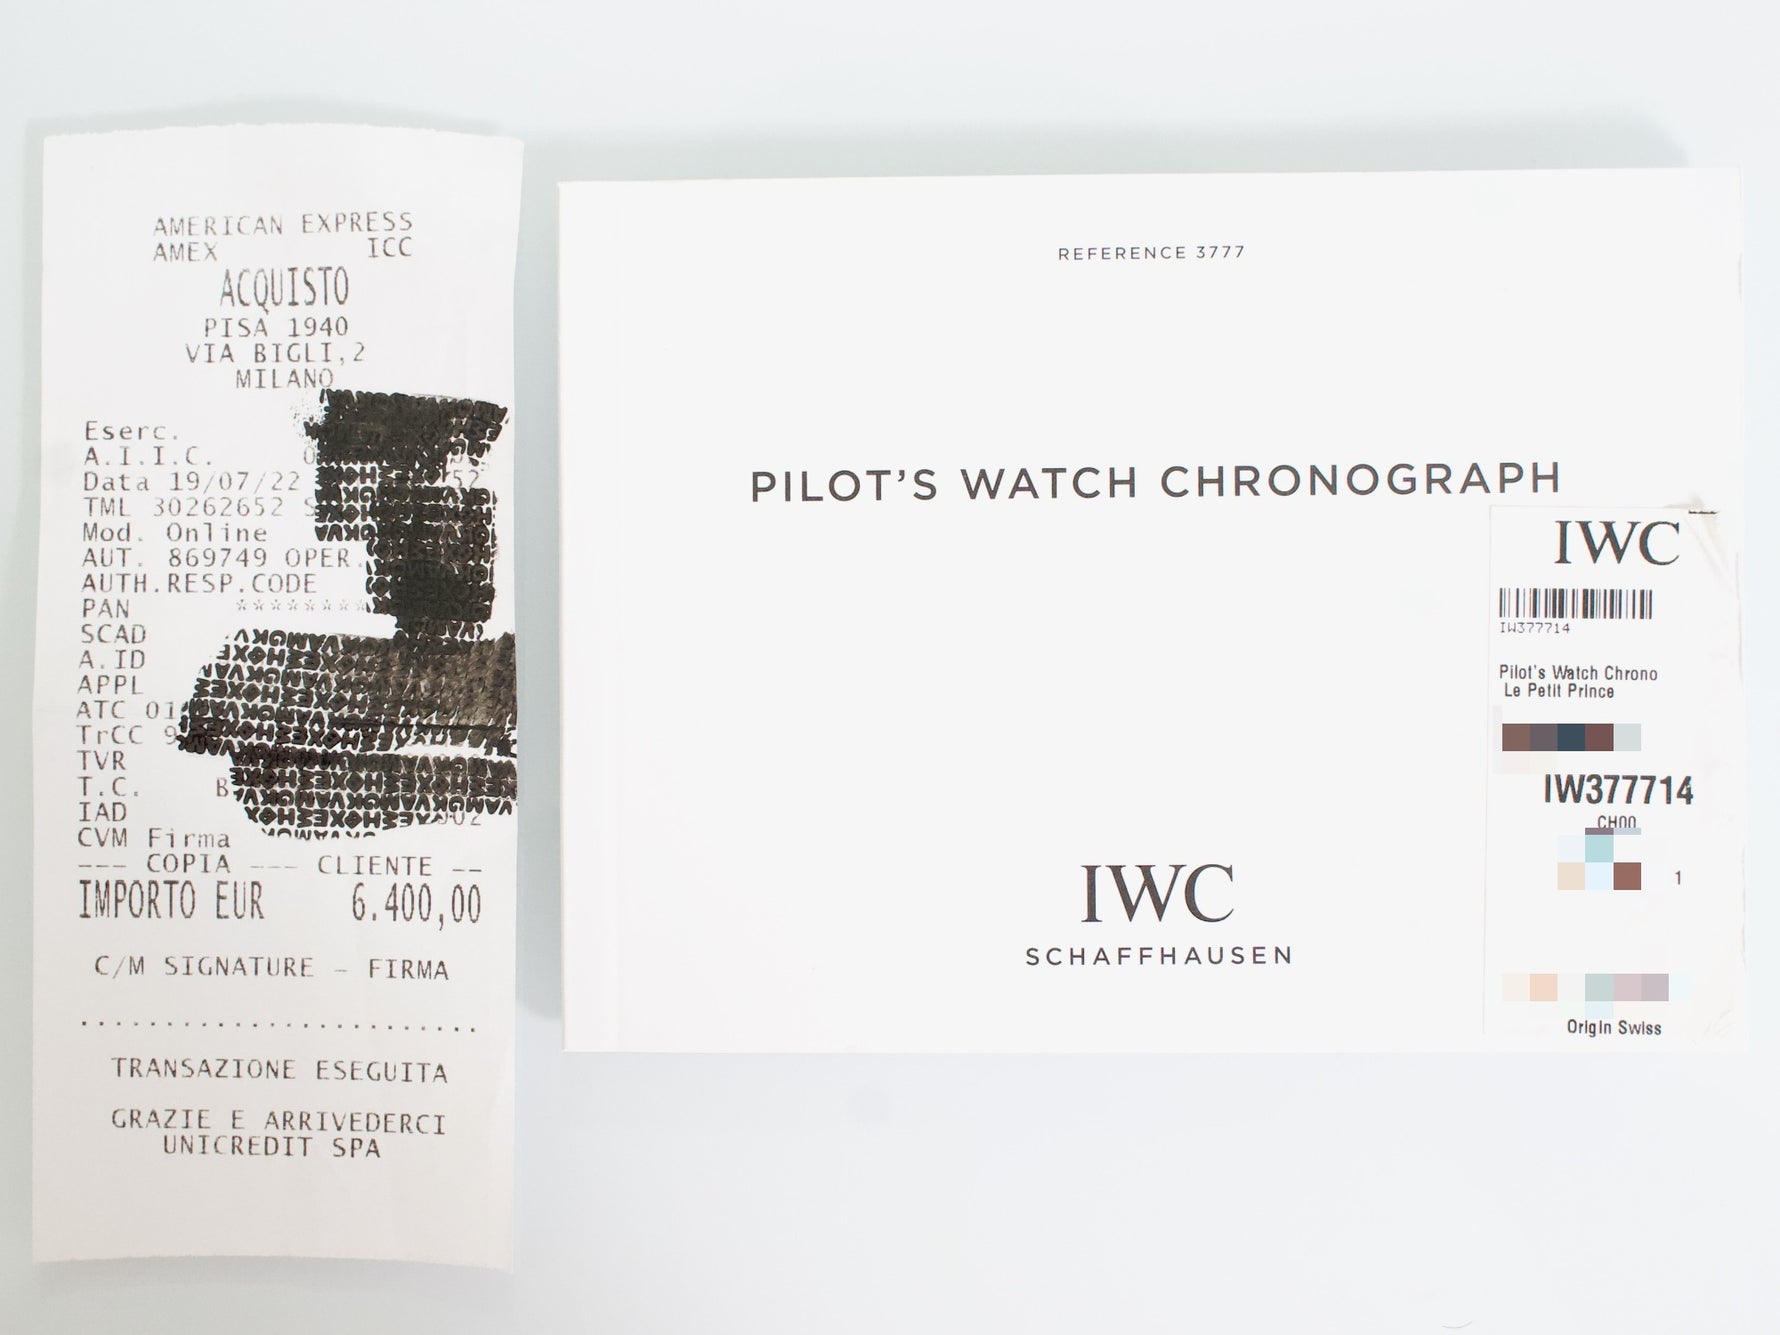 AMERICAN EXPRESS
AMEX ICC
ACQUISTO
PISA 1940
VIA BIGLI,2
MILANO
Eserc.
A.I.I.C.
Data 19/07/22
TML 30262652
Mod. Online
AUT. 869749 OPER.
AUTH.RESP.CODE
PAN ********
SCAD
A.ID
APPL
ATC 01
TrCC 9
TVR
T.C. B
IAD
CVM Firma
--- COPIA --- CLIENTE --
IMPORTO EUR 6.400,00
C/M SIGNATURE - FIRMA
........................
TRANSAZIONE ESEGUITA
GRAZIE E ARRIVEDERCI
UNICREDIT SPA
REFERENCE 3777
PILOT'S WATCH CHRONOGRAPH
IWC
SCHAFFHAUSEN
IWC
IW377714
Pilot's Watch Chrono
Le Petit Prince
IW377714
CH00
1
Origin Swiss